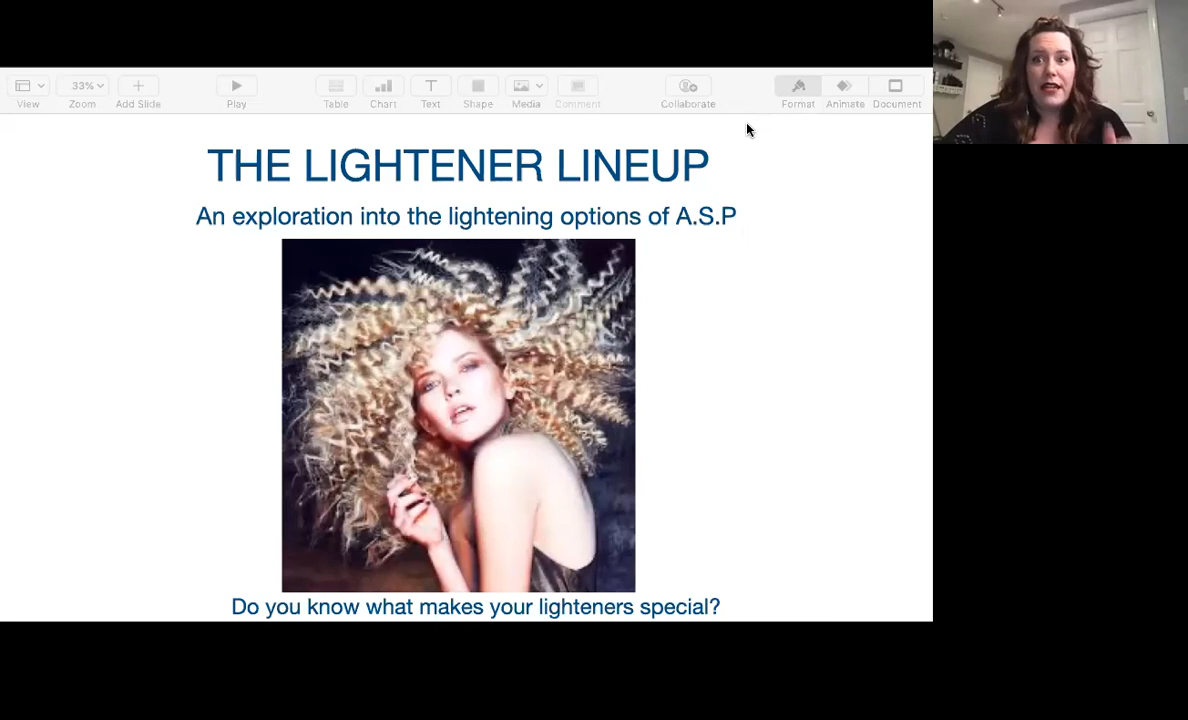 33%
View Zoom Add Slide Play Table Chart Text Shape Media Comment Collaborate Format Animate Document
THE LIGHTENER LINEUP
An exploration into the lightening options of A.S.P
Do you know what makes your lighteners special?